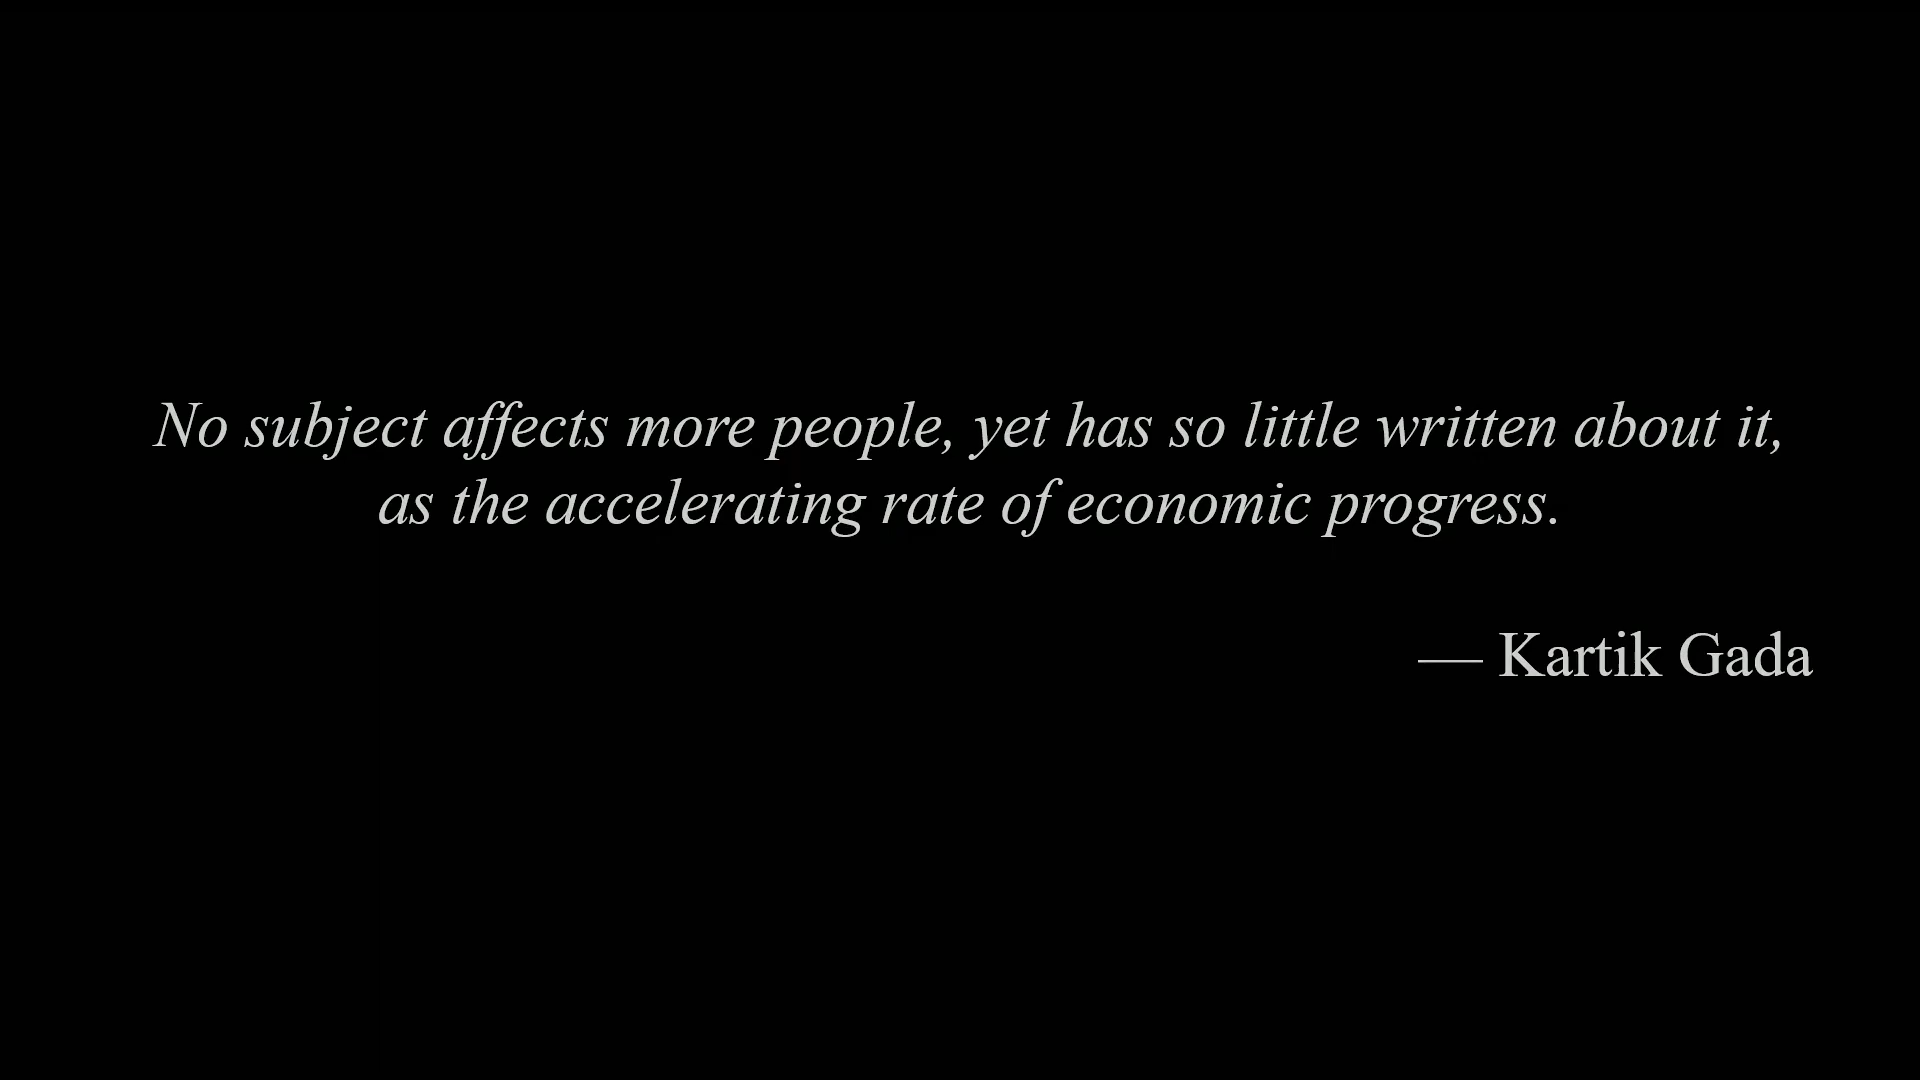 No subject affects more people, yet has so little written about it,
as the accelerating rate of economic progress.
— Kartik Gada